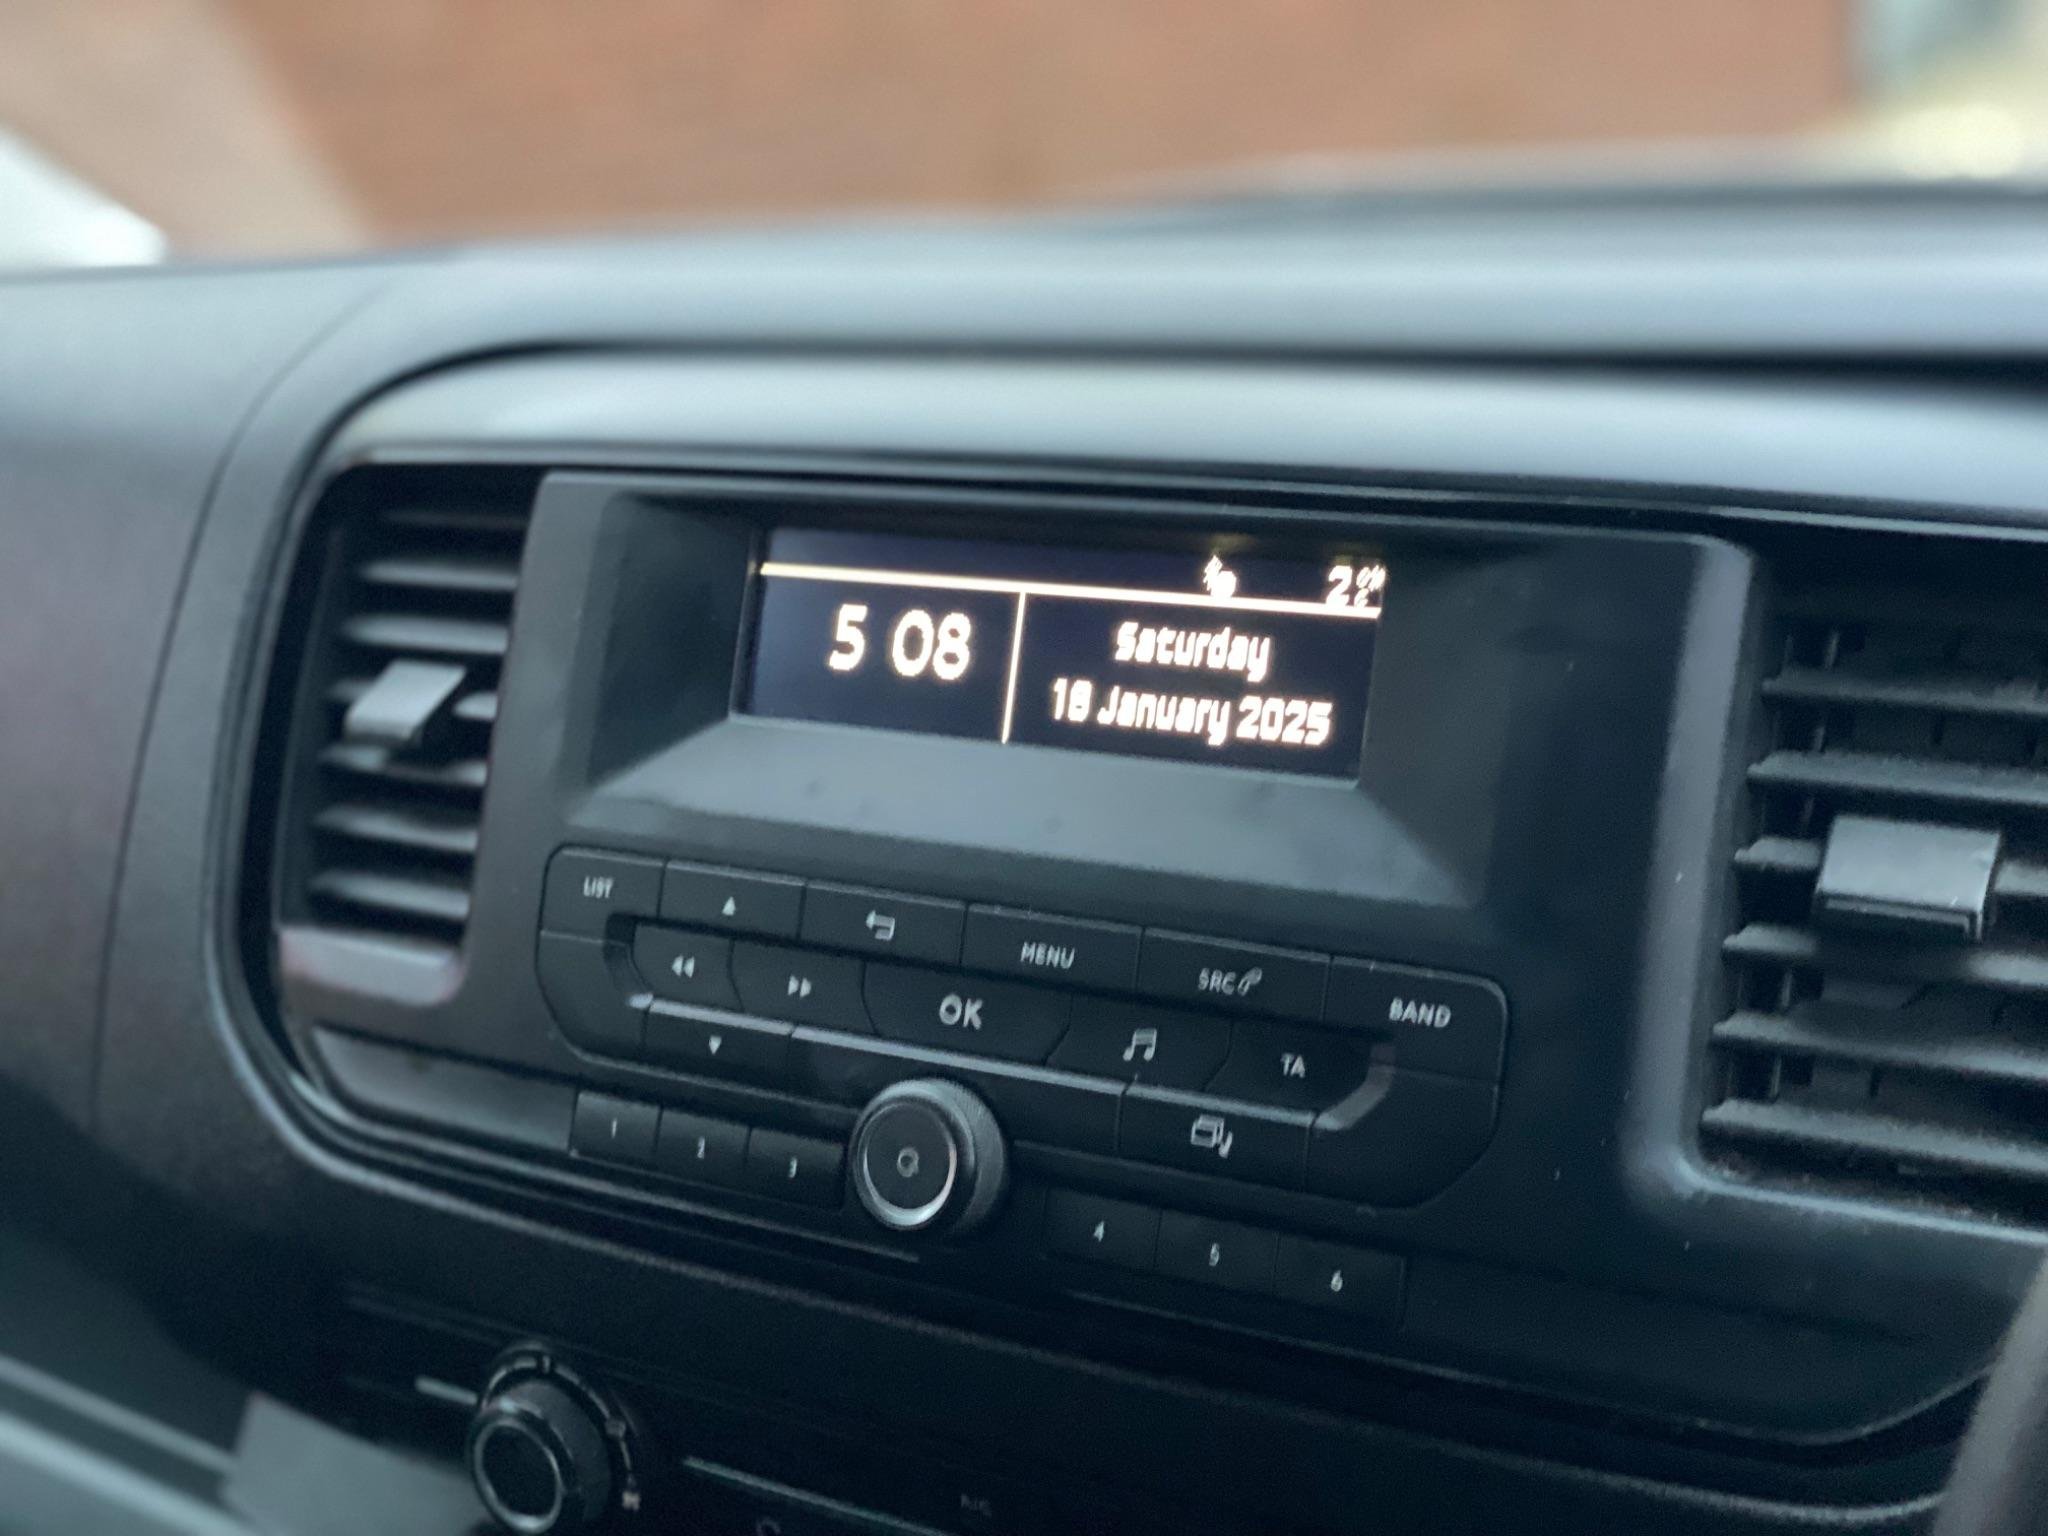 5 08
Saturday
18 January 2025
LIST
MENU
SRC
BAND
OK
TA
1
2
3
4
5
6